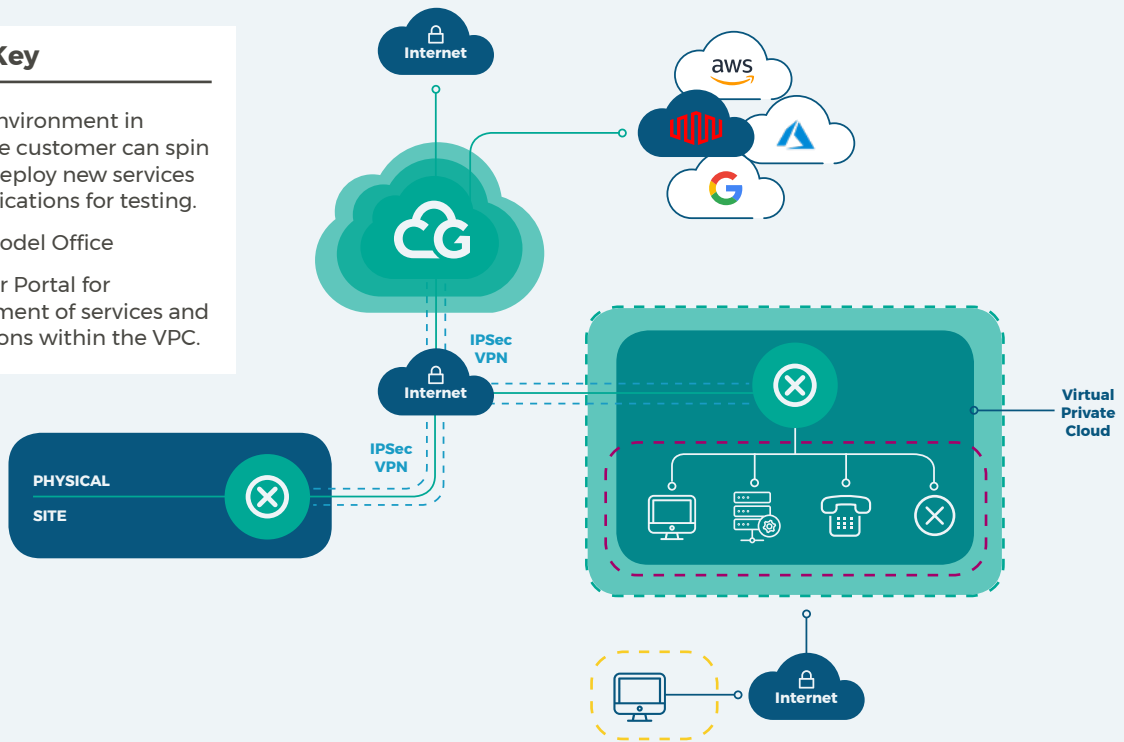 Key
nvironment in
e customer can spin
eploy new services
ications for testing.
odel Office
r Portal for
ment of services and
ons within the VPC.
Internet
aws
CG
G
IPSec
VPN
Internet
IPSec
VPN
PHYSICAL
SITE
Virtual
Private
Cloud
Internet